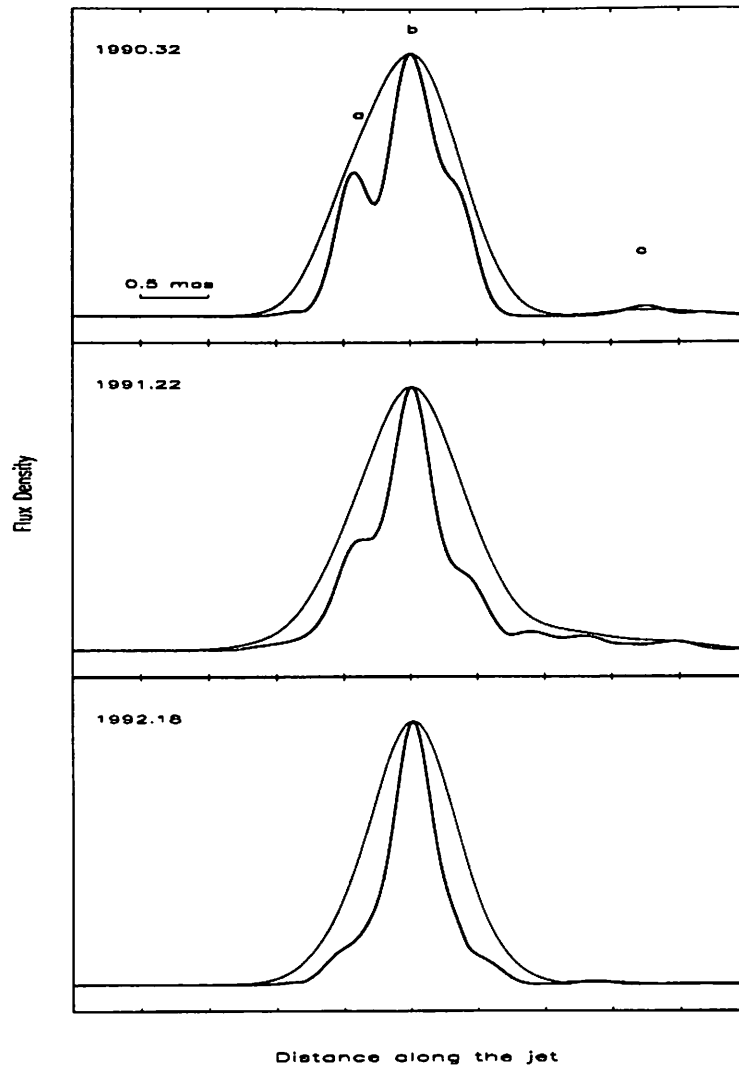 b
1990.32
a
c
0.5 mas
1991.22
Flux Density
1992.18
Distance along the jet